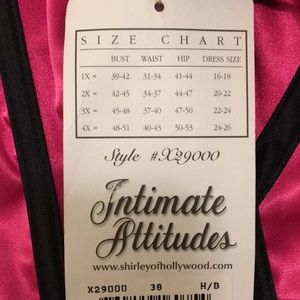 SIZE CHART
BUST WAIST HIP DRESS SIZE
1X = 39-42 31-34 41-44 16-18
2X = 42-45 34-37 44-47 20-22
3X = 45-48 37-40 47-50 22-24
4X = 48-51 40-43 50-53 24-26
Style #X29000
Intimate
Attitudes
www.shirleyofhollywood.com
X29000 38 H/B